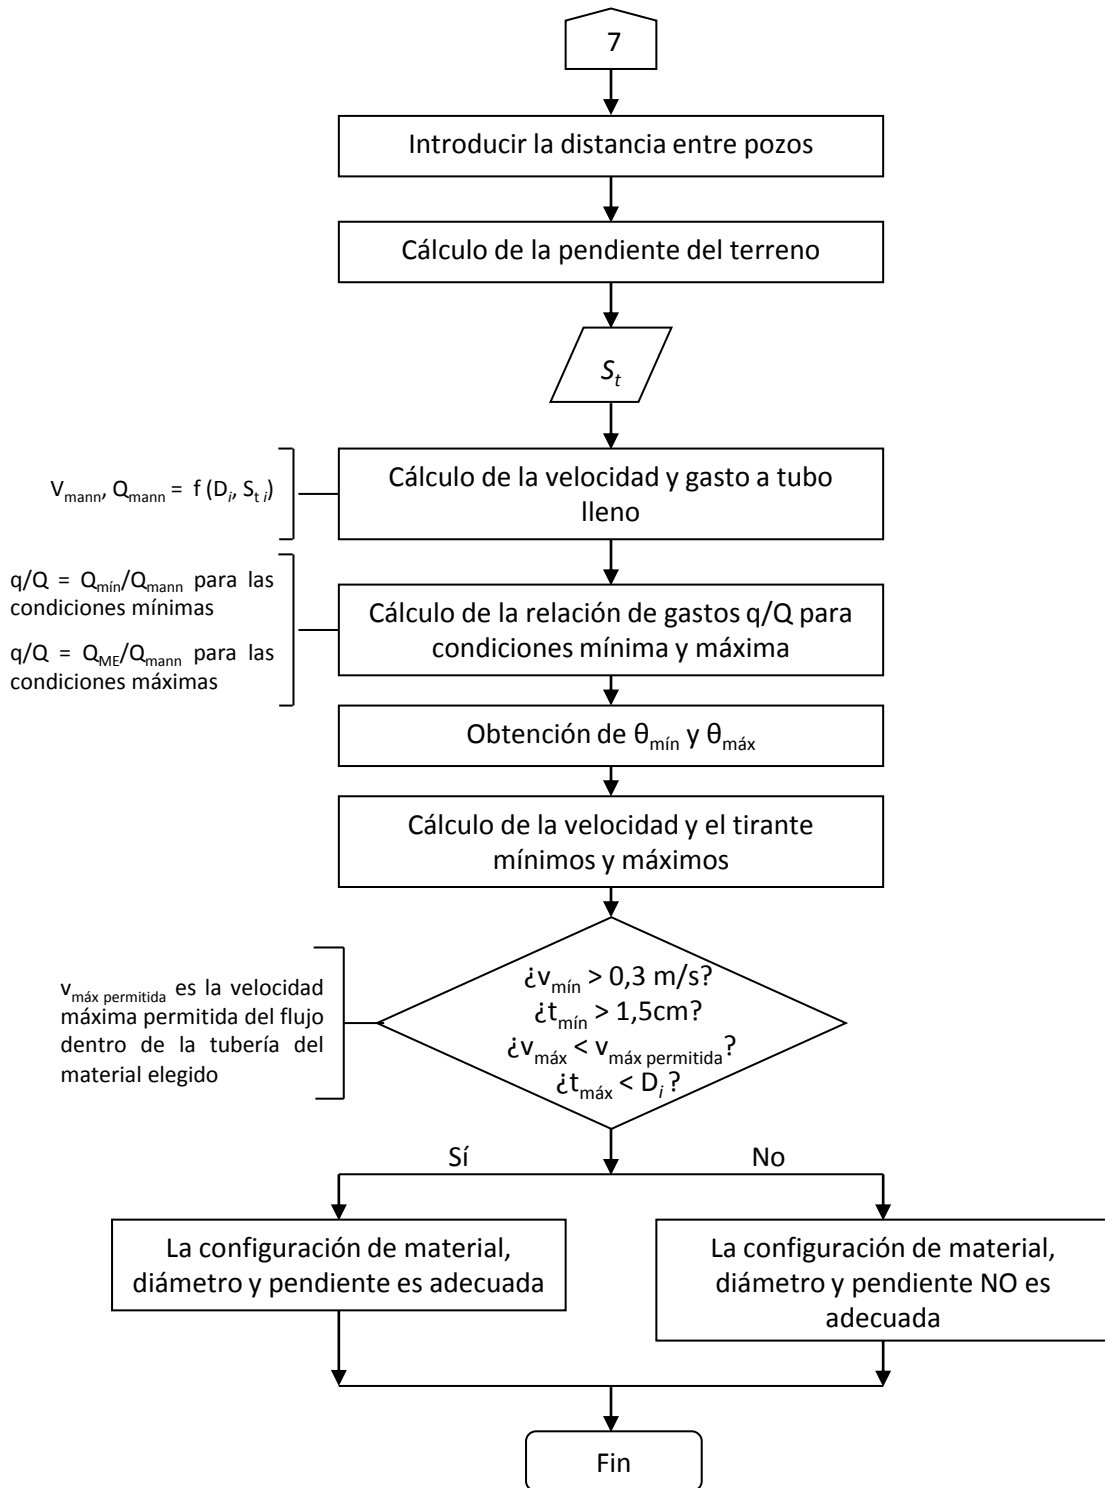 7
Introducir la distancia entre pozos
Cálculo de la pendiente del terreno
St
Vmann, Qmann = f (Di, St i)
Cálculo de la velocidad y gasto a tubo
lleno
q/Q = Qmín/Qmann para las
condiciones mínimas
q/Q = QME/Qmann para las
condiciones máximas
Cálculo de la relación de gastos q/Q para
condiciones mínima y máxima
Obtención de θmín y θmáx
Cálculo de la velocidad y el tirante
mínimos y máximos
vmáx permitida es la velocidad
máxima permitida del flujo
dentro de la tubería del
material elegido
¿vmín > 0,3 m/s?
¿tmín > 1,5cm?
¿vmáx < vmáx permitida?
¿tmáx < Di?
Sí
No
La configuración de material,
diámetro y pendiente es adecuada
La configuración de material,
diámetro y pendiente NO es
adecuada
Fin